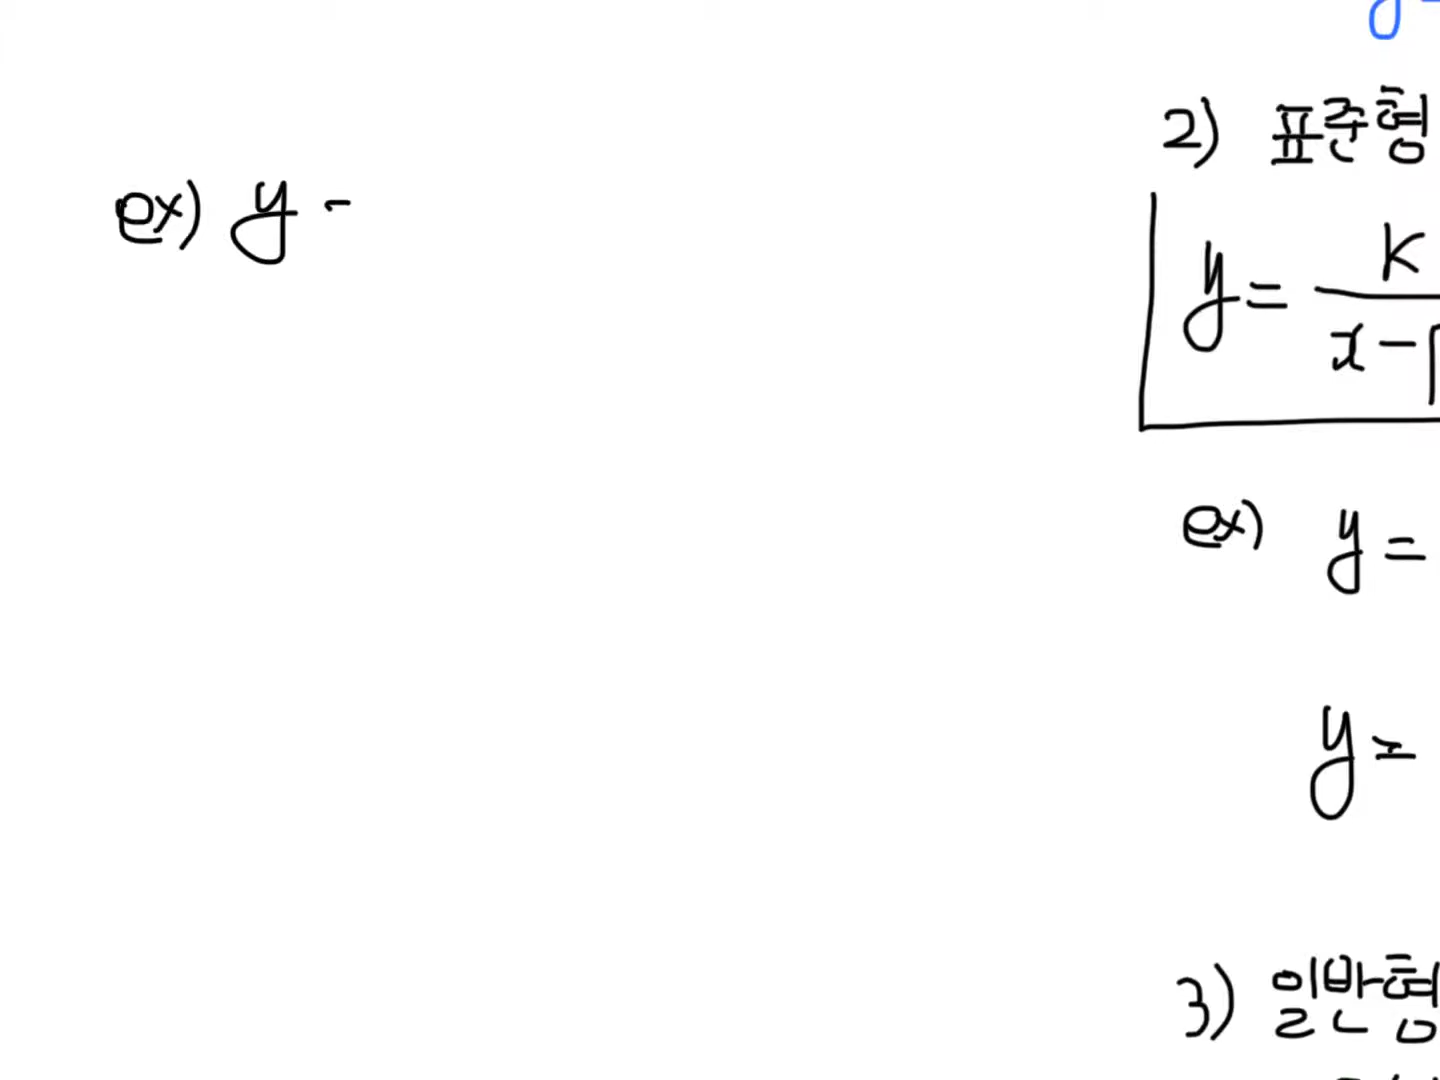 ex) y -
2) 표준형
y = k / x -
ex) y =
y =
3) 일반형